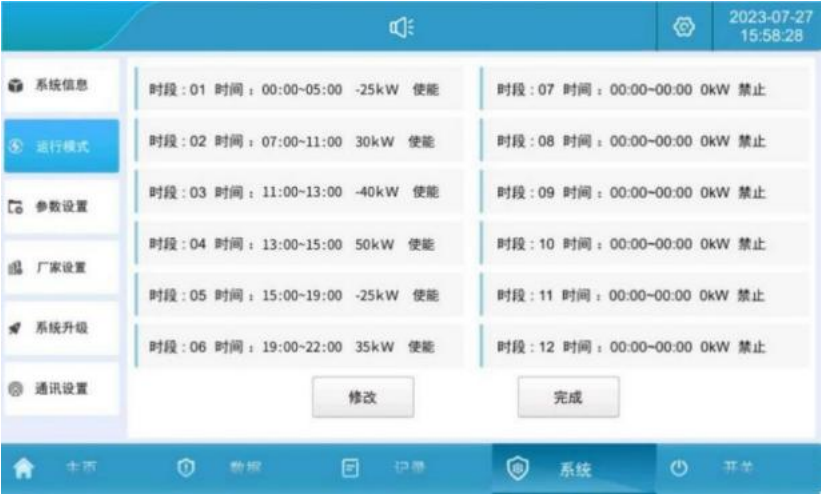 2023-07-27
15:58:28
系统信息
运行模式
参数设置
厂家设置
系统升级
通讯设置
时段：01 时间：00:00~05:00 -25kW 使能
时段：02 时间：07:00~11:00 30kW 使能
时段：03 时间：11:00~13:00 -40kW 使能
时段：04 时间：13:00~15:00 50kW 使能
时段：05 时间：15:00~19:00 -25kW 使能
时段：06 时间：19:00~22:00 35kW 使能
时段：07 时间：00:00~00:00 0kW 禁止
时段：08 时间：00:00~00:00 0kW 禁止
时段：09 时间：00:00~00:00 0kW 禁止
时段：10 时间：00:00~00:00 0kW 禁止
时段：11 时间：00:00~00:00 0kW 禁止
时段：12 时间：00:00~00:00 0kW 禁止
修改
完成
主页
数据
记录
系统
开关